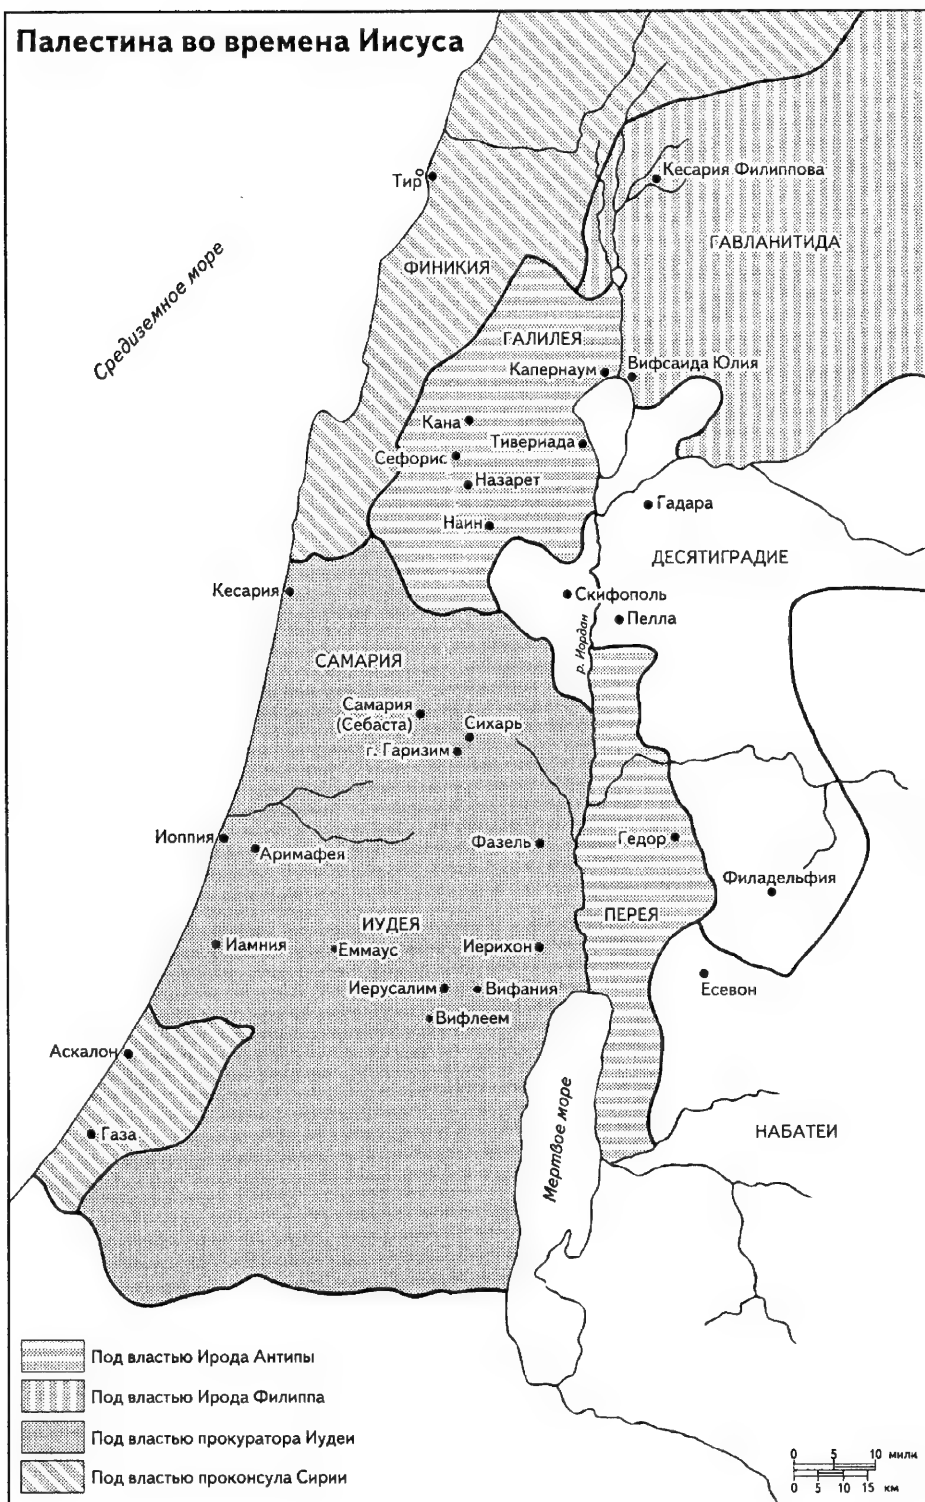 Палестина во времена Иисуса
Тир
Кесария Филиппова
ГАВЛАНИТИДА
Средиземное море
ФИНИКИЯ
ГАЛИЛЕЯ
Капернаум
Вифсаида Юлия
Кана
Тивериада
Сефорис
Назарет
Гадара
Наин
ДЕСЯТИГРАДИЕ
Кесария
Скифополь
Пелла
р. Иордан
САМАРИЯ
Самария
(Себаста)
Сихарь
г. Гаризим
Иоппия
Аримафея
Фазель
Гедор
Филадельфия
ИУДЕЯ
ПЕРЕЯ
Иамния
Еммаус
Иерихон
Иерусалим
Вифания
Есевон
Вифлеем
Аскалон
Газа
Мертвое море
НАБАТЕИ
Под властью Ирода Антипы
Под властью Ирода Филиппа
Под властью прокуратора Иудеи
Под властью проконсула Сирии
0 5 10 мили
0 5 10 15 км